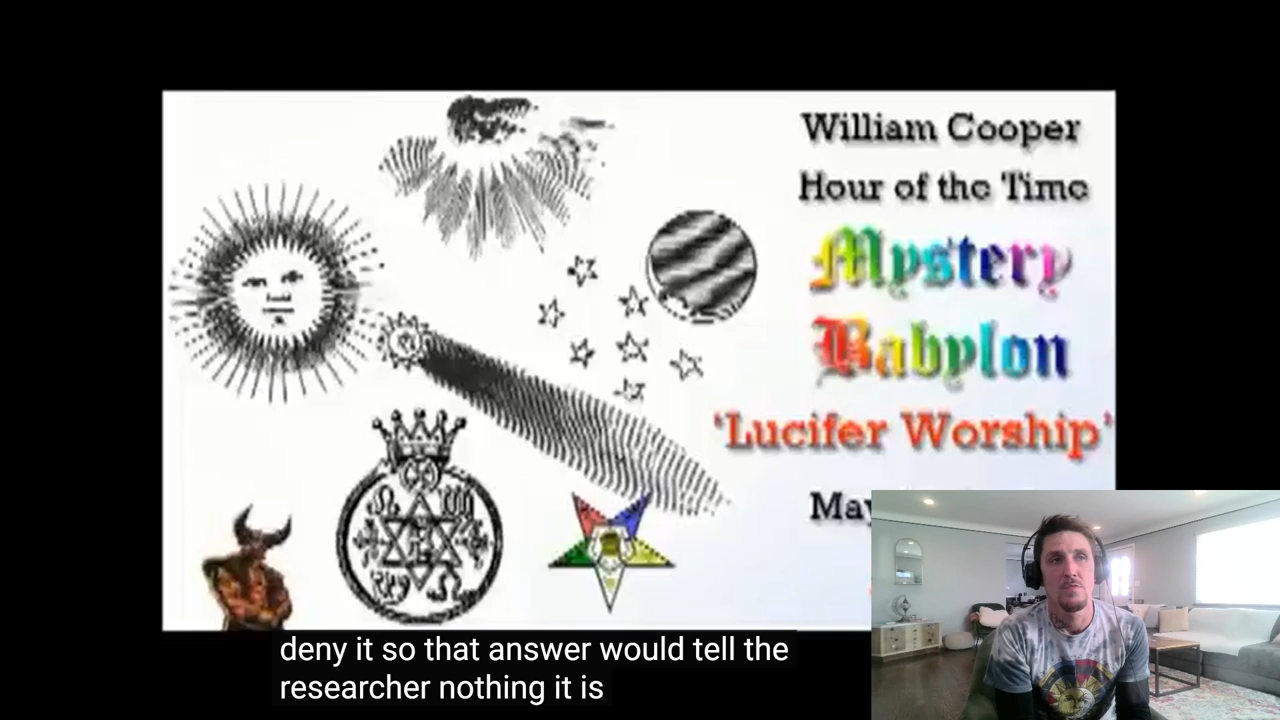 William Cooper
Hour of the Time
Mystery
Babylon
'Lucifer Worship'
May
deny it so that answer would tell the
researcher nothing it is